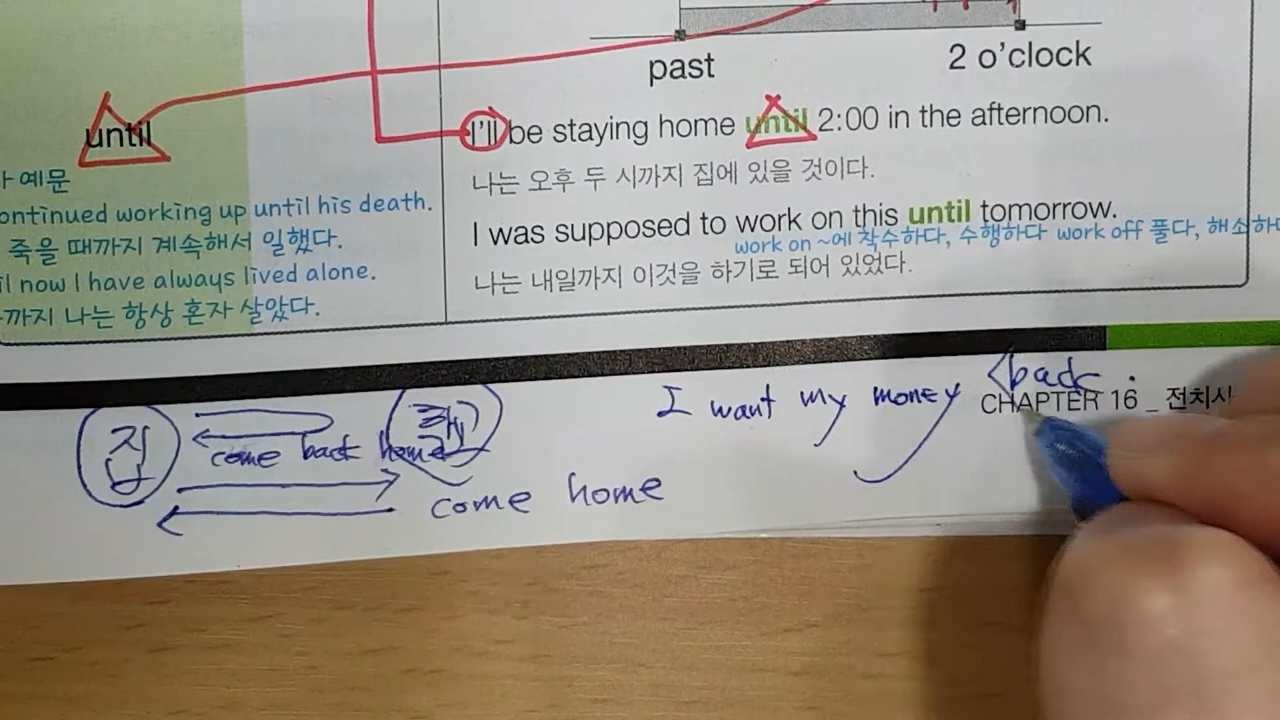 past
2 o'clock
until
I'll be staying home until 2:00 in the afternoon.
나는 오후 두 시까지 집에 있을 것이다.
I was supposed to work on this until tomorrow.
work on ~에 착수하다, 수행하다 work off 풀다, 해소하
나는 내일까지 이것을 하기로 되어 있었다.
예문
ontinued working up until his death.
죽을 때까지 계속해서 일했다.
il now I have always lived alone.
까지 나는 항상 혼자 살았다.
CHAPTER 16 _ 전치사
집
come back home
come home
I want my money back.